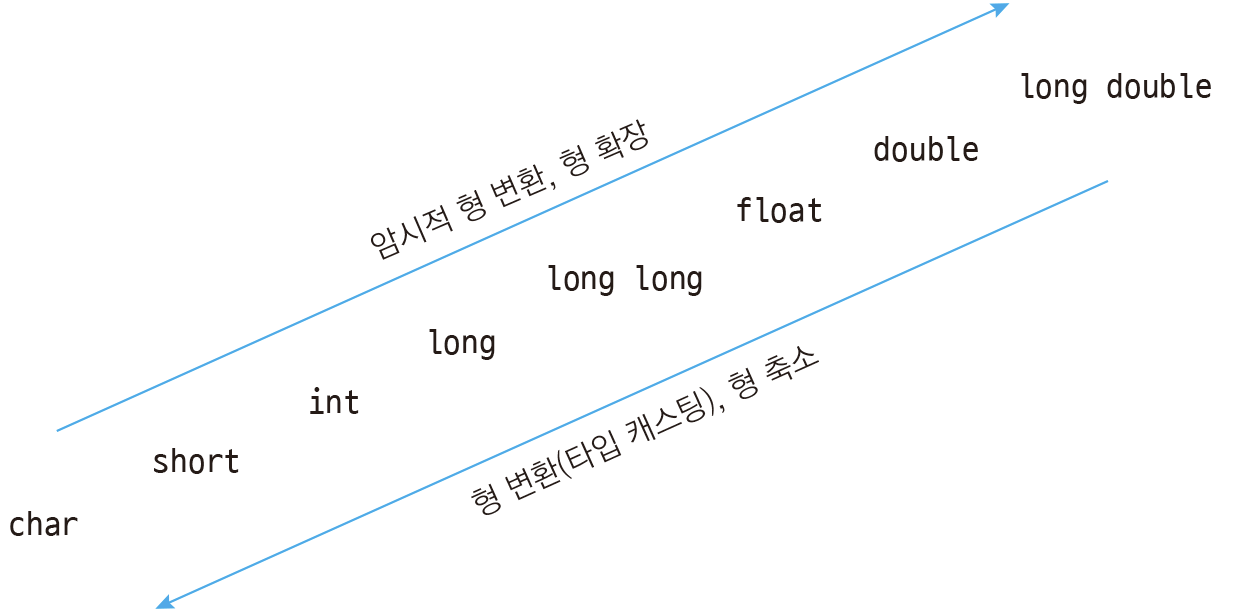 long double
double
암시적 형 변환, 형 확장
float
long long
long
int
형 변환(타입 캐스팅), 형 축소
short
char